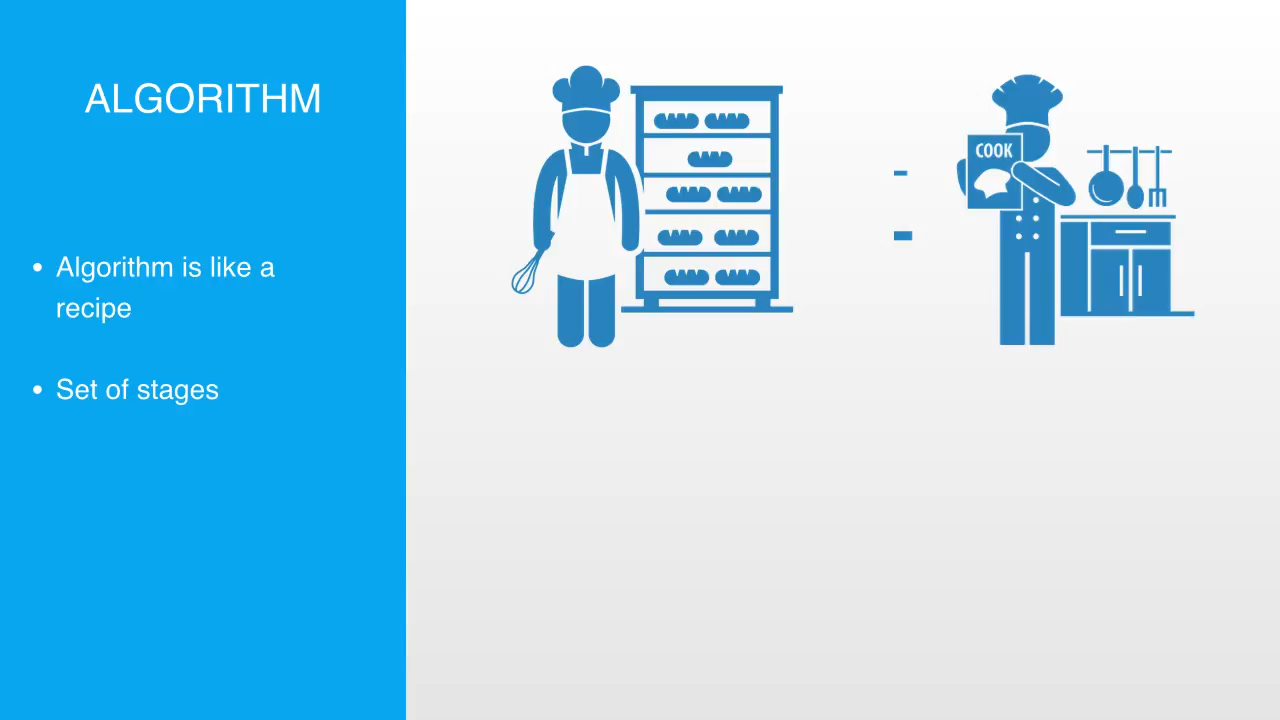 ALGORITHM
• Algorithm is like a
recipe
• Set of stages
COOK